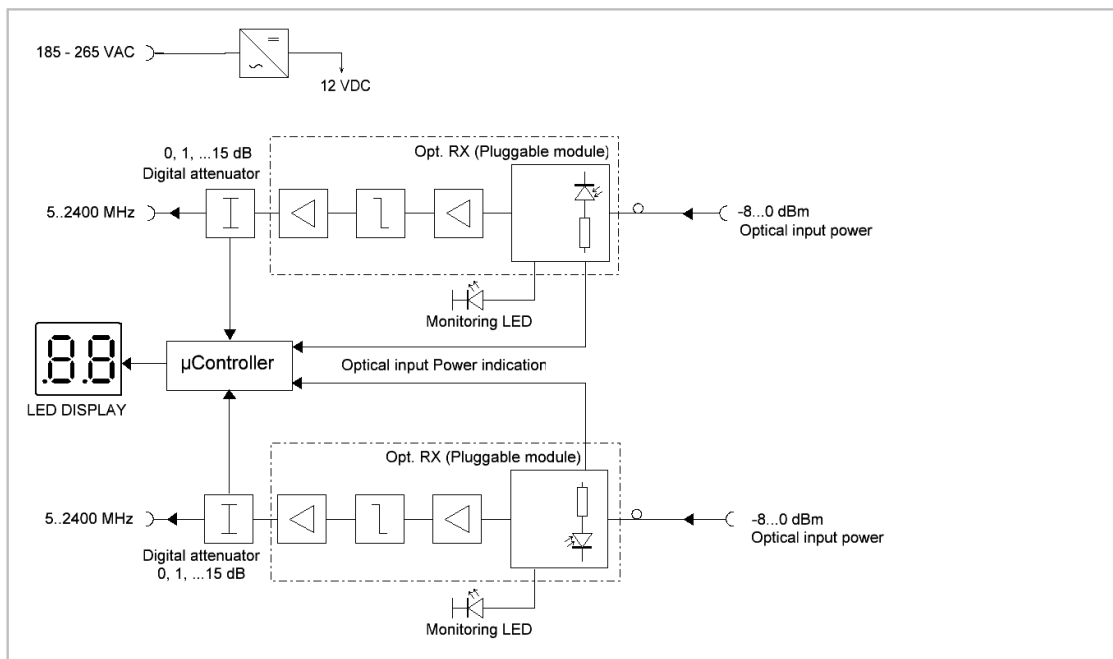 185 - 265 VAC
12 VDC
0, 1, ...15 dB
Digital attenuator
Opt. RX (Pluggable module)
5..2400 MHz
-8...0 dBm
Optical input power
Monitoring LED
.8.8
µController
Optical input Power indication
LED DISPLAY
Opt. RX (Pluggable module)
5..2400 MHz
-8...0 dBm
Optical input power
Digital attenuator
0, 1, ...15 dB
Monitoring LED